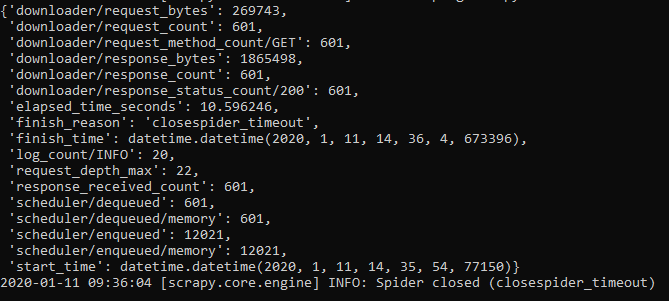 {'downloader/request_bytes': 269743,
 'downloader/request_count': 601,
 'downloader/request_method_count/GET': 601,
 'downloader/response_bytes': 1865498,
 'downloader/response_count': 601,
 'downloader/response_status_count/200': 601,
 'elapsed_time_seconds': 10.596246,
 'finish_reason': 'closespider_timeout',
 'finish_time': datetime.datetime(2020, 1, 11, 14, 36, 4, 673396),
 'log_count/INFO': 20,
 'request_depth_max': 22,
 'response_received_count': 601,
 'scheduler/dequeued': 601,
 'scheduler/dequeued/memory': 601,
 'scheduler/enqueued': 12021,
 'scheduler/enqueued/memory': 12021,
 'start_time': datetime.datetime(2020, 1, 11, 14, 35, 54, 77150)}
2020-01-11 09:36:04 [scrapy.core.engine] INFO: Spider closed (closespider_timeout)